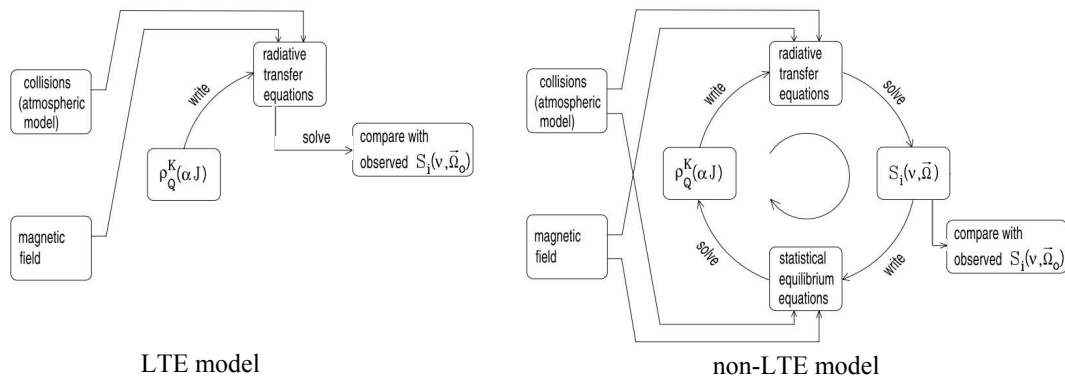 collisions
(atmospheric
model)
magnetic
field
write
ρ_Q^K(αJ)
radiative
transfer
equations
solve
compare with
observed S_i(ν,Ω⃗_o)
LTE model
collisions
(atmospheric
model)
magnetic
field
write
ρ_Q^K(αJ)
solve
radiative
transfer
equations
solve
S_i(ν,Ω⃗)
write
statistical
equilibrium
equations
compare with
observed S_i(ν,Ω⃗_o)
non-LTE model